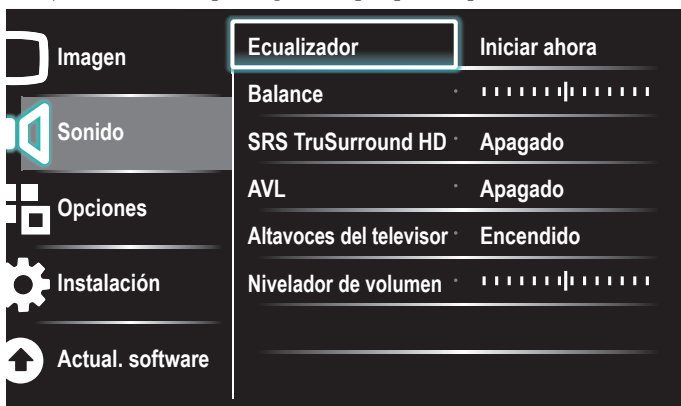 Imagen
Sonido
Opciones
Instalación
Actual. software
Ecualizador Iniciar ahora
Balance
SRS TruSurround HD Apagado
AVL Apagado
Altavoces del televisor Encendido
Nivelador de volumen